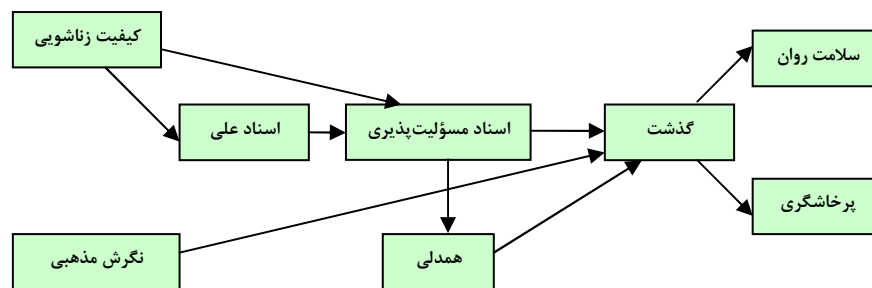 کیفیت زناشویی
سلامت روان
اسناد علی
اسناد مسؤلیت‌پذیری
گذشت
پرخاشگری
نگرش مذهبی
همدلی